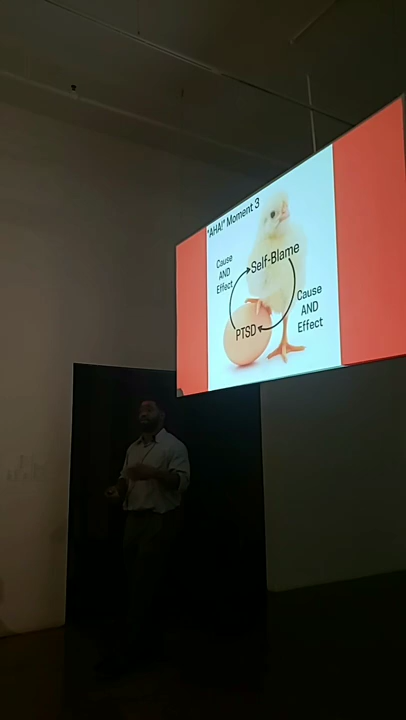 "AHA!" Moment 3
Cause
AND
Effect
Self-Blame
Cause
AND
Effect
PTSD